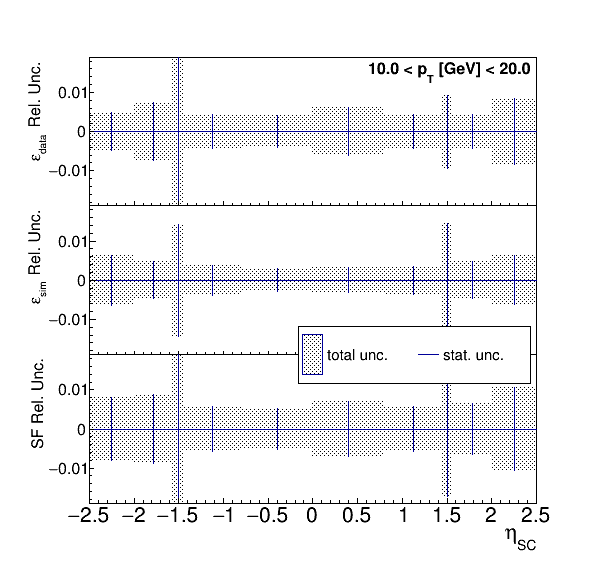 10.0 < p_T [GeV] < 20.0
ε_data Rel. Unc.
0.01
0
−0.01
ε_sim Rel. Unc.
0.01
0
−0.01
total unc.
stat. unc.
SF Rel. Unc.
0.01
0
−0.01
−2.5 −2 −1.5 −1 −0.5 0 0.5 1 1.5 2 2.5
η_SC